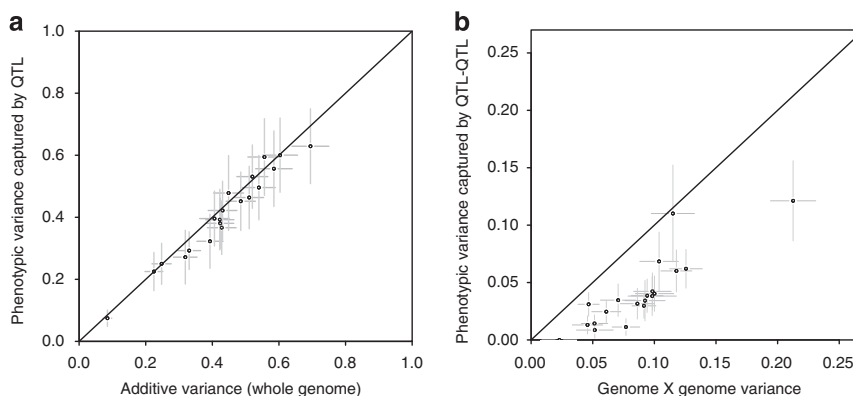 a
Phenotypic variance captured by QTL
1.0
0.8
0.6
0.4
0.2
0.0
0.0 0.2 0.4 0.6 0.8 1.0
Additive variance (whole genome)
b
Phenotypic variance captured by QTL-QTL
0.25
0.20
0.15
0.10
0.05
0.00
0.00 0.05 0.10 0.15 0.20 0.25
Genome X genome variance